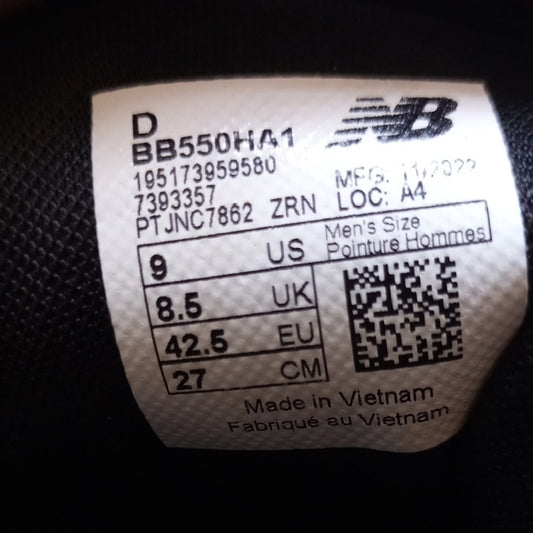 D
BB550HA1
NB
195173959580
7393357
MFG: 11/2022
PTJNC7862 ZRN LOC: A4
9 US Men's Size
Pointure Hommes
8.5 UK
42.5 EU
27 CM
Made in Vietnam
Fabriqué au Vietnam